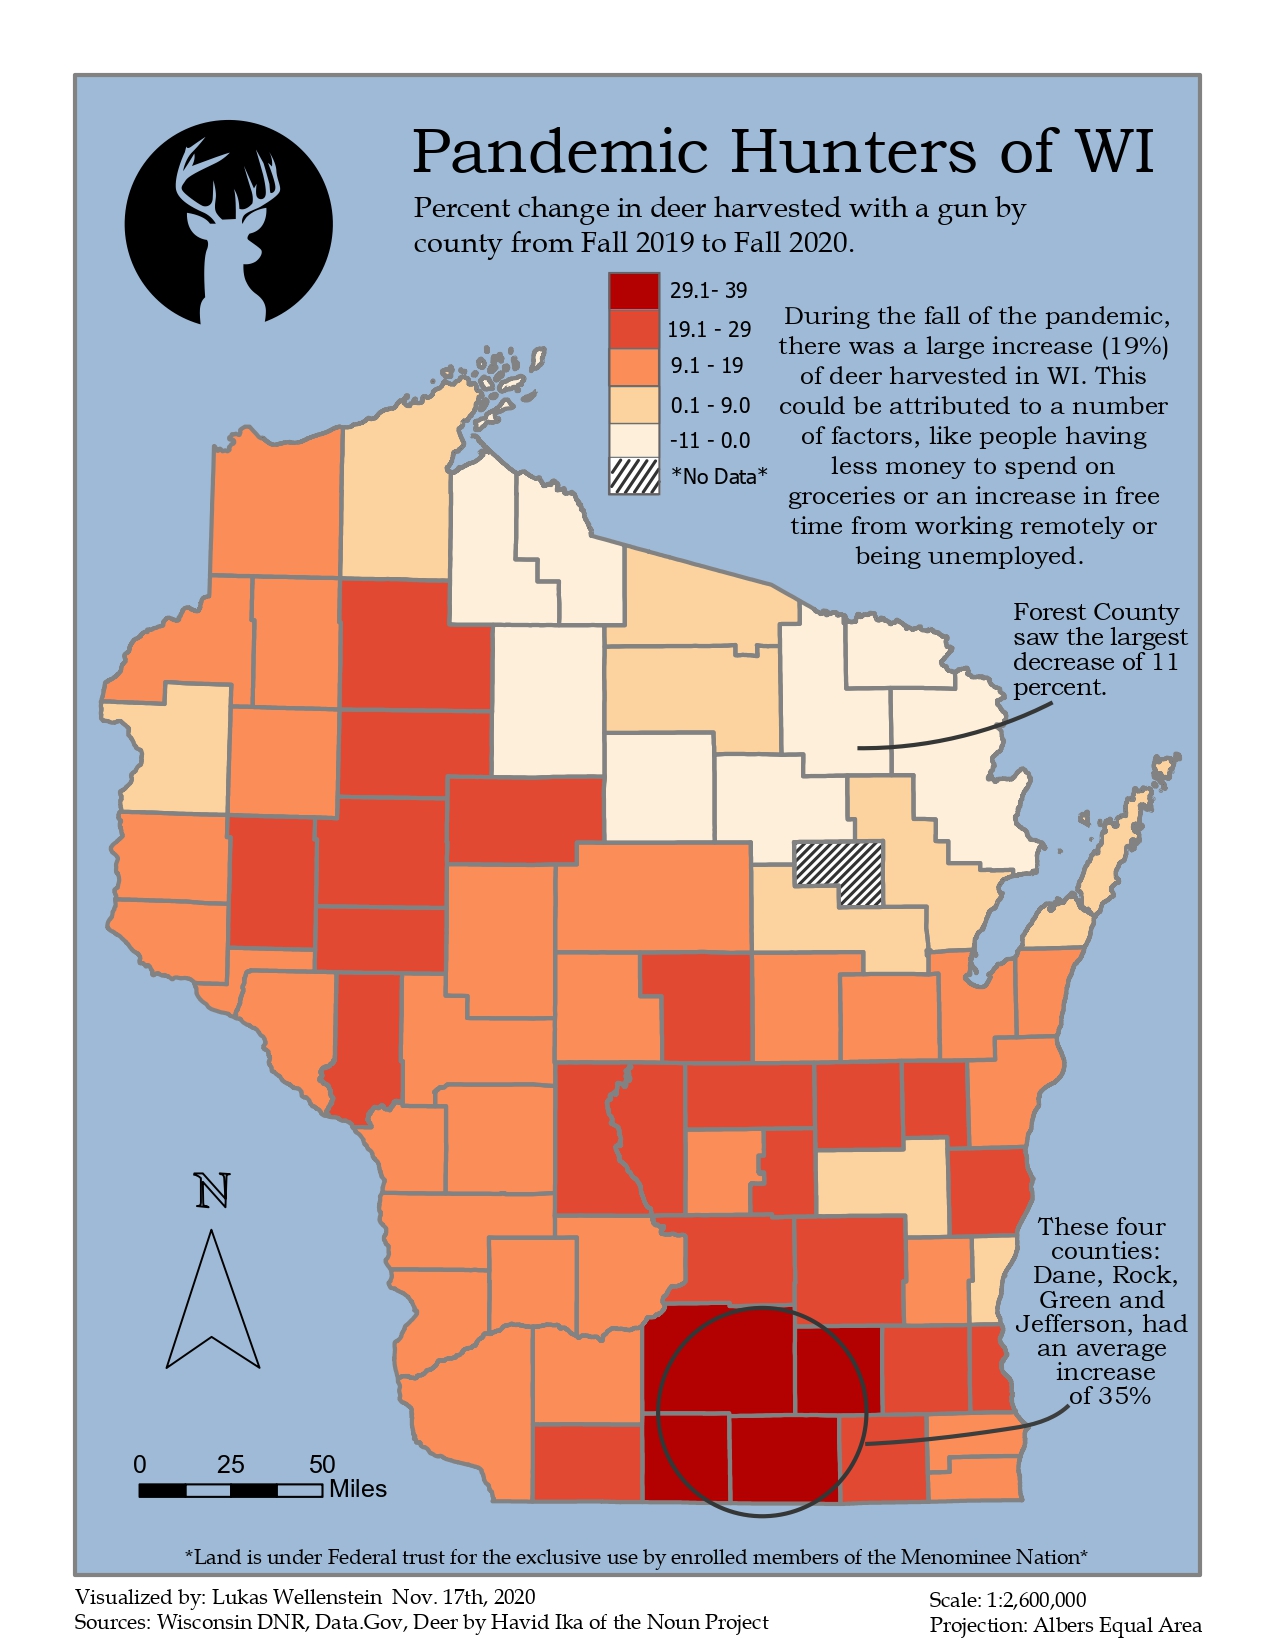 Pandemic Hunters of WI
Percent change in deer harvested with a gun by
county from Fall 2019 to Fall 2020.
29.1- 39
19.1 - 29
9.1 - 19
0.1 - 9.0
-11 - 0.0
*No Data*
During the fall of the pandemic,
there was a large increase (19%)
of deer harvested in WI. This
could be attributed to a number
of factors, like people having
less money to spend on
groceries or an increase in free
time from working remotely or
being unemployed.
Forest County
saw the largest
decrease of 11
percent.
N
These four
counties:
Dane, Rock,
Green and
Jefferson, had
an average
increase
of 35%
0 25 50
Miles
*Land is under Federal trust for the exclusive use by enrolled members of the Menominee Nation*
Visualized by: Lukas Wellenstein  Nov. 17th, 2020
Sources: Wisconsin DNR, Data.Gov, Deer by Havid Ika of the Noun Project
Scale: 1:2,600,000
Projection: Albers Equal Area